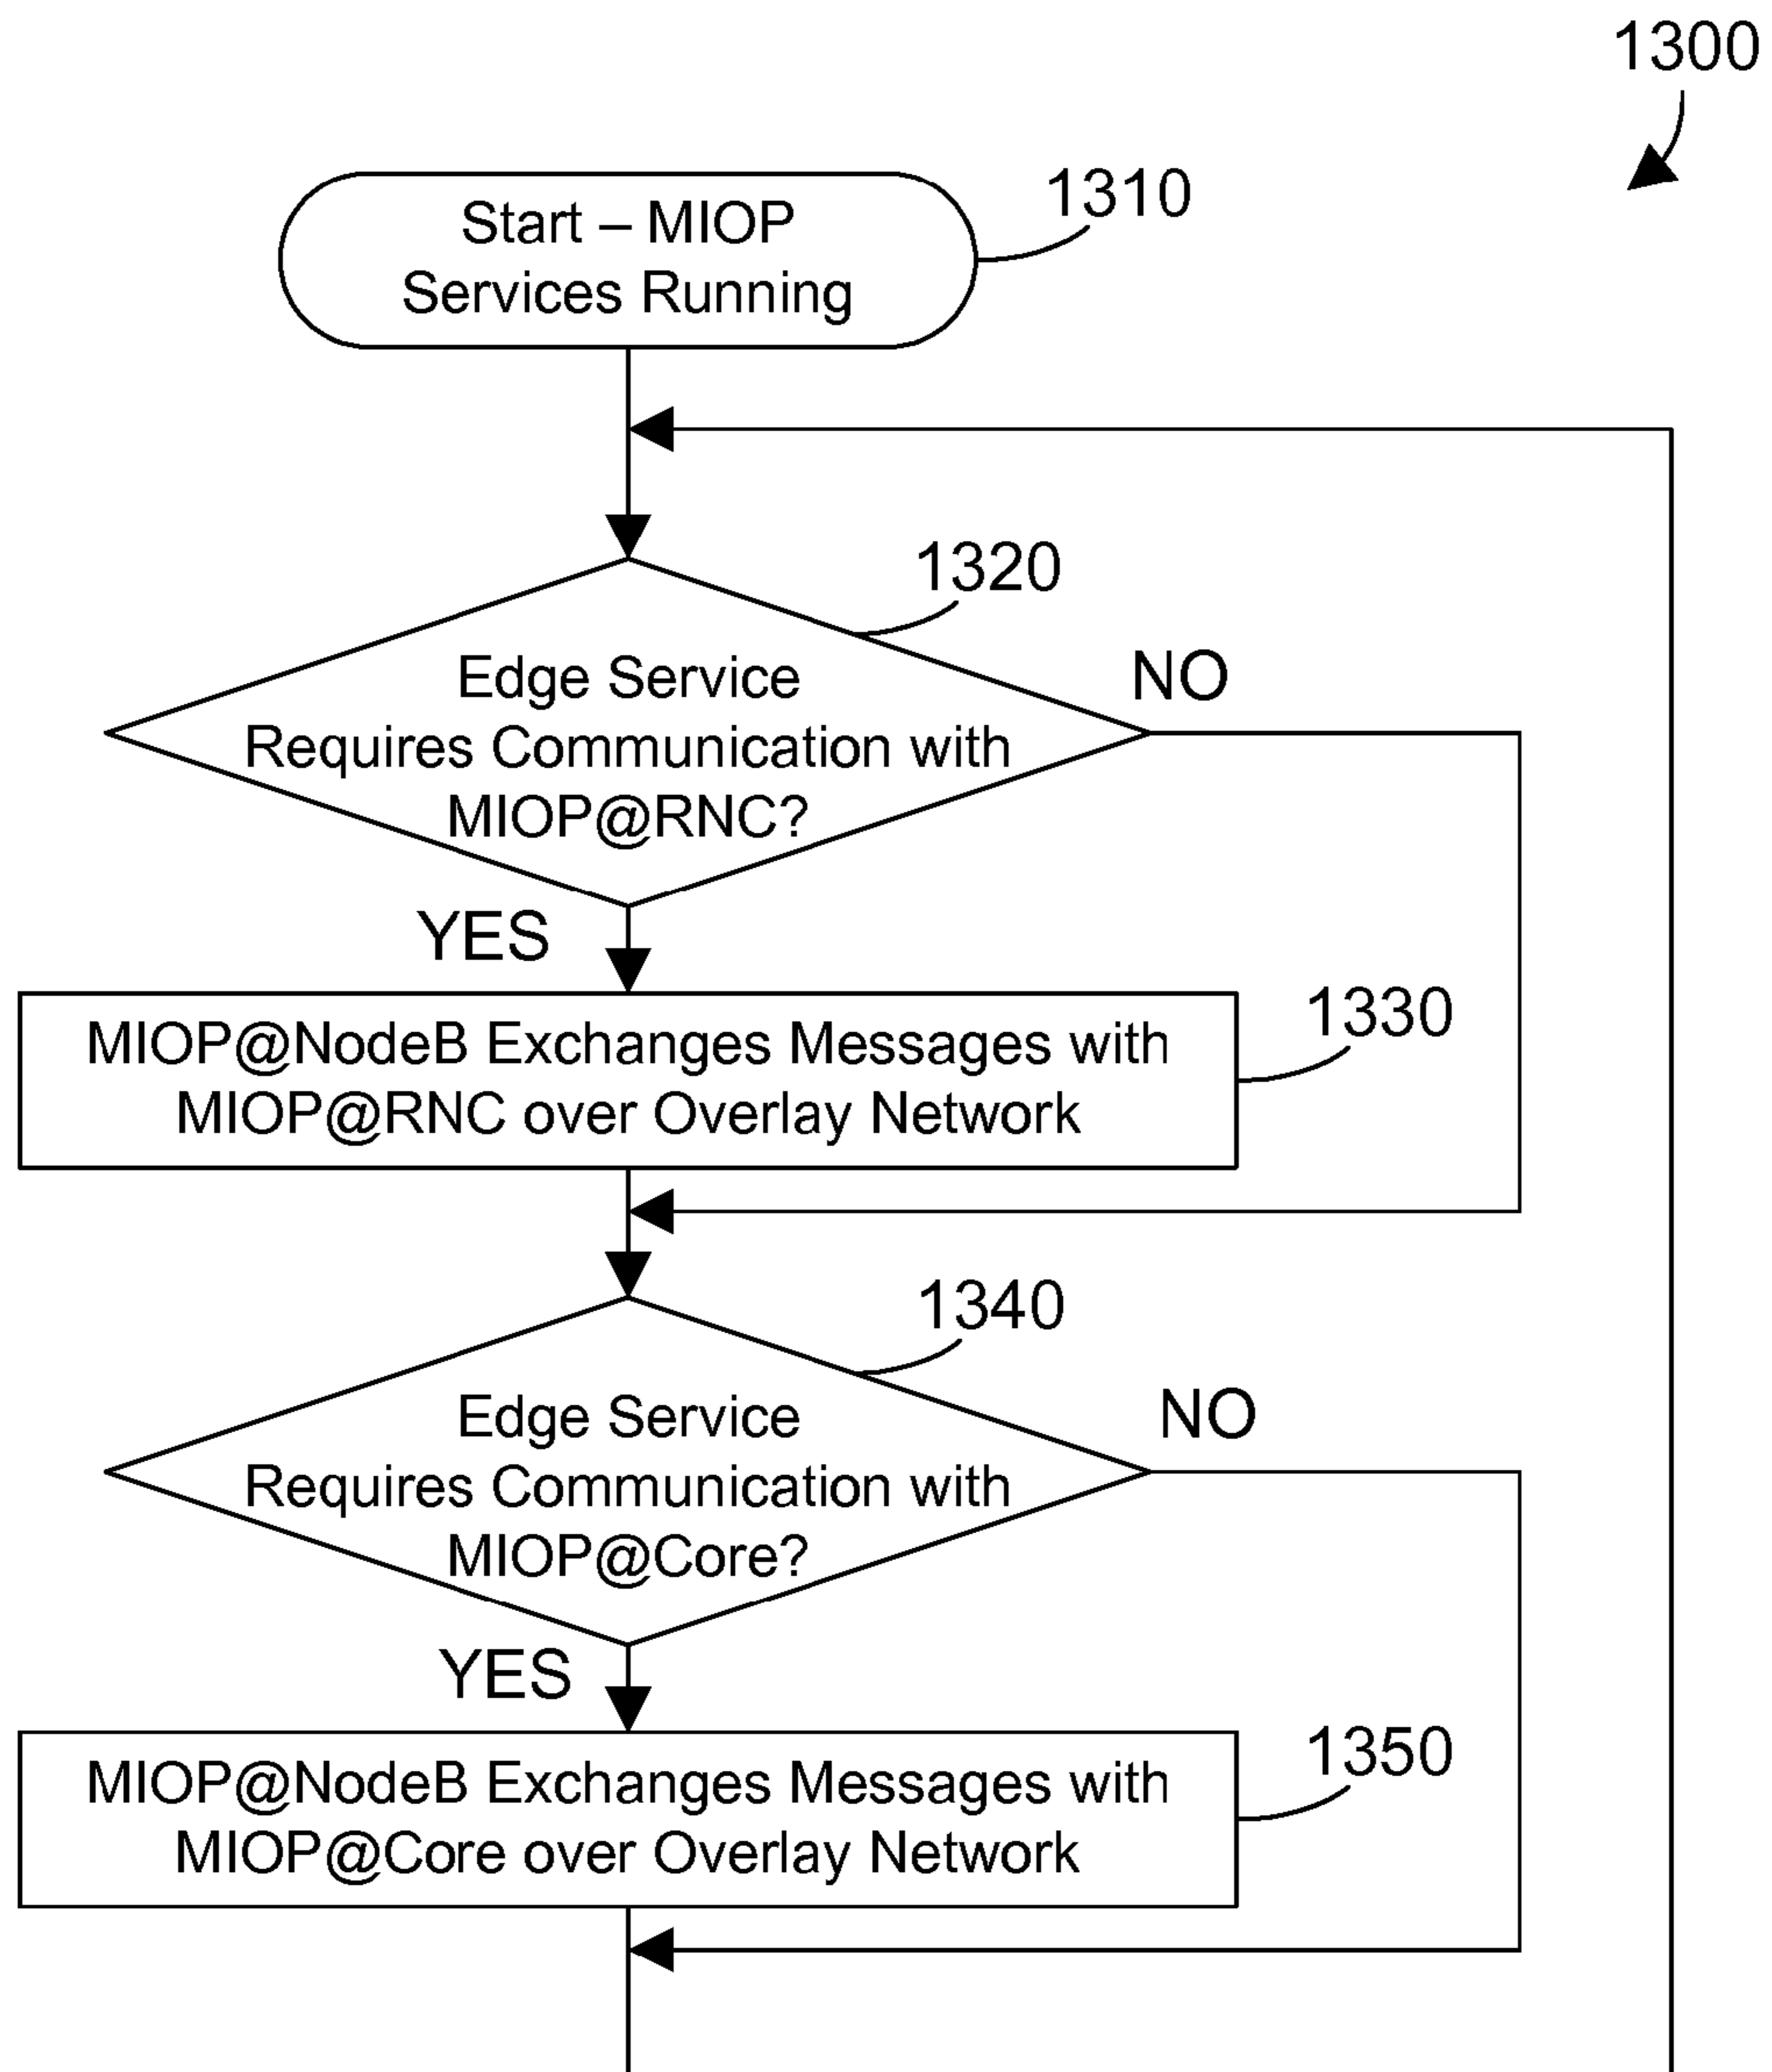 1300
Start – MIOP
Services Running
1310
1320
Edge Service
Requires Communication with
MIOP@RNC?
NO
YES
MIOP@NodeB Exchanges Messages with
MIOP@RNC over Overlay Network
1330
1340
Edge Service
Requires Communication with
MIOP@Core?
NO
YES
MIOP@NodeB Exchanges Messages with
MIOP@Core over Overlay Network
1350